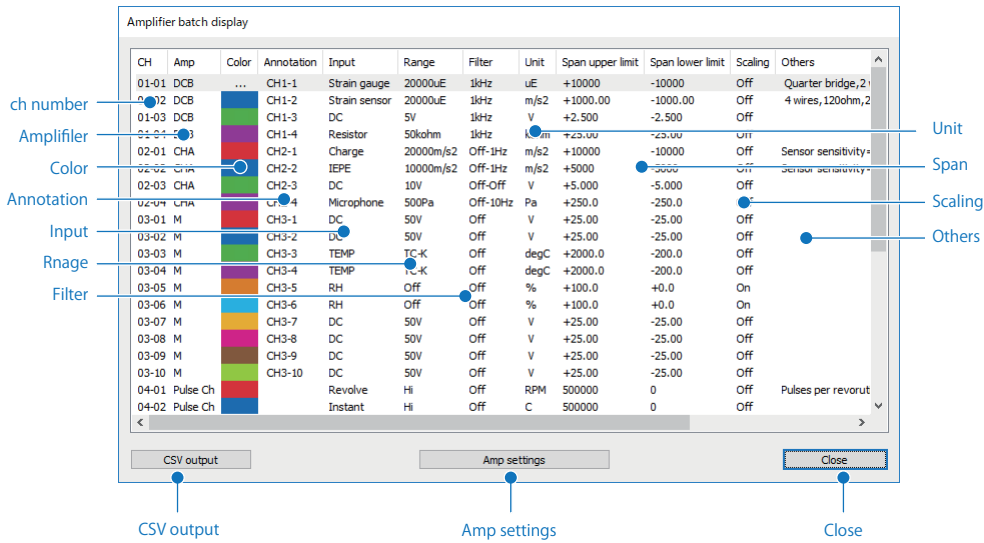 Amplifier batch display
CH Amp Color Annotation Input Range Filter Unit Span upper limit Span lower limit Scaling Others
01-01 DCB ... CH1-1 Strain gauge 20000uE 1kHz uE +10000 -10000 Off Quarter bridge,2
02 DCB CH1-2 Strain sensor 20000uE 1kHz m/s2 +1000.00 -1000.00 Off 4 wires,120ohm,2
01-03 DCB CH1-3 DC 5V 1kHz V +2.500 -2.500 Off
01-04 CH1-4 Resistor 50kohm 1kHz +25.00 -25.00 Off
02-01 CHA CH2-1 Charge 20000m/s2 Off-1Hz m/s2 +10000 -10000 Off Sensor sensitivity=
02-02 CHA CH2-2 IEPE 10000m/s2 Off-1Hz m/s2 +5000 -5000 Off Sensor sensitivity=
02-03 CHA CH2-3 DC 10V Off-Off V +5.000 -5.000 Off
02-04 CHA Microphone 500Pa Off-10Hz Pa +250.0 -250.0
03-01 M CH3-1 DC 50V Off V +25.00 -25.00 Off
03-02 M CH3-2 DC 50V Off V +25.00 -25.00 Off
03-03 M CH3-3 TEMP TC-K Off degC +2000.0 -200.0 Off
03-04 M CH3-4 TEMP TC-K Off degC +2000.0 -200.0 Off
03-05 M CH3-5 RH Off Off % +100.0 +0.0 On
03-06 M CH3-6 RH Off Off % +100.0 +0.0 On
03-07 M CH3-7 DC 50V Off V +25.00 -25.00 Off
03-08 M CH3-8 DC 50V Off V +25.00 -25.00 Off
03-09 M CH3-9 DC 50V Off V +25.00 -25.00 Off
03-10 M CH3-10 DC 50V Off V +25.00 -25.00 Off
04-01 Pulse Ch Revolve Hi Off RPM 500000 0 Off Pulses per revorut
04-02 Pulse Ch Instant Hi Off C 500000 0 Off
CSV output Amp settings Close
ch number
Amplifiler
Color
Annotation
Input
Rnage
Filter
Unit
Span
Scaling
Others
CSV output Amp settings Close